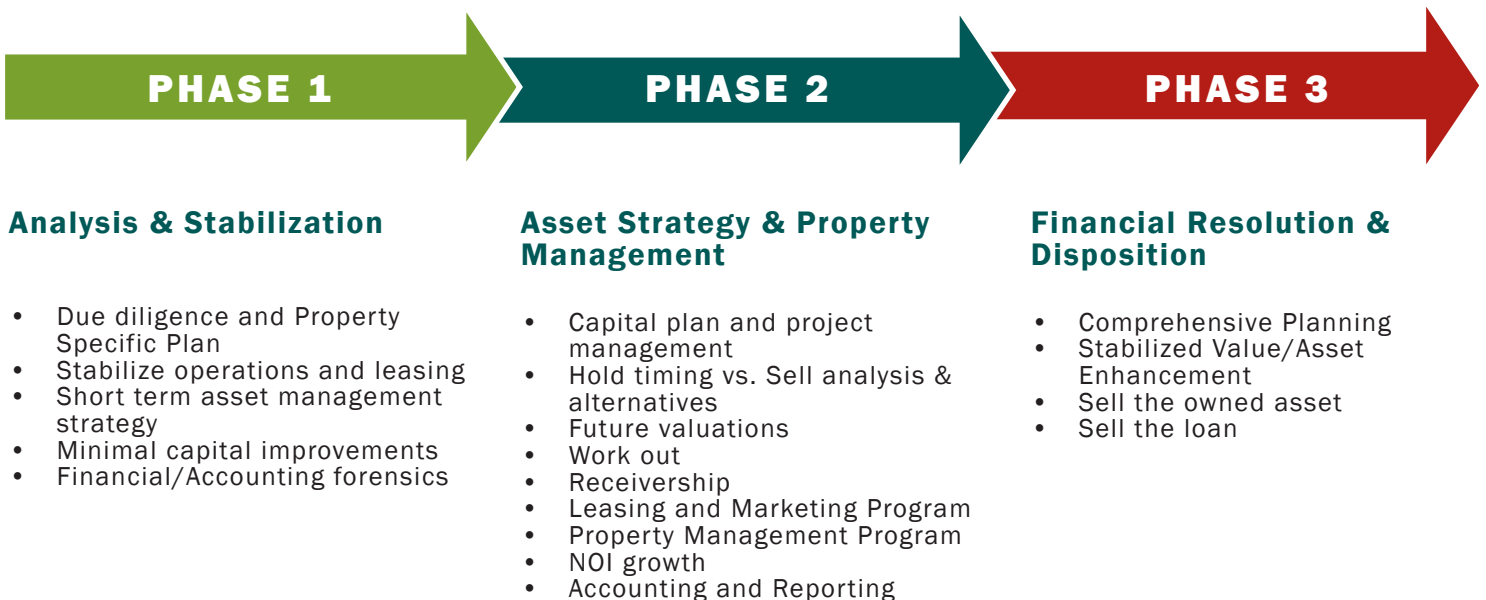 PHASE 1
PHASE 2
PHASE 3
Analysis & Stabilization
• Due diligence and Property
Specific Plan
• Stabilize operations and leasing
• Short term asset management
strategy
• Minimal capital improvements
• Financial/Accounting forensics
Asset Strategy & Property
Management
• Capital plan and project
management
• Hold timing vs. Sell analysis &
alternatives
• Future valuations
• Work out
• Receivership
• Leasing and Marketing Program
• Property Management Program
• NOI growth
• Accounting and Reporting
Financial Resolution &
Disposition
• Comprehensive Planning
• Stabilized Value/Asset
Enhancement
• Sell the owned asset
• Sell the loan